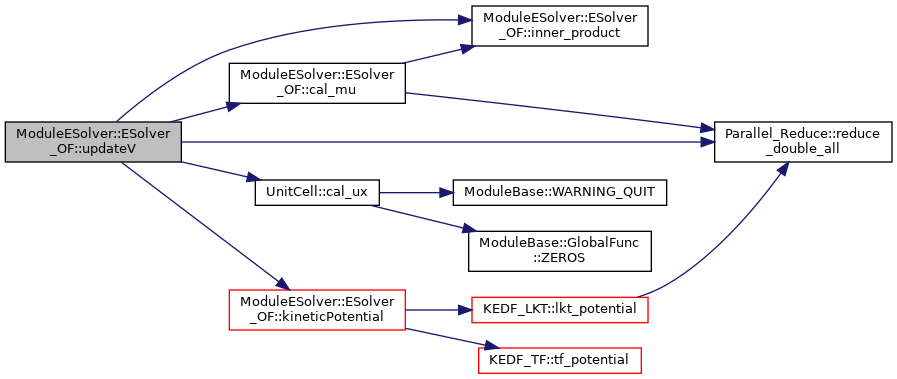 ModuleESolver::ESolver
_OF::updateV
ModuleESolver::ESolver
_OF::inner_product
ModuleESolver::ESolver
_OF::cal_mu
Parallel_Reduce::reduce
_double_all
UnitCell::cal_ux
ModuleBase::WARNING_QUIT
ModuleBase::GlobalFunc
::ZEROS
ModuleESolver::ESolver
_OF::kineticPotential
KEDF_LKT::lkt_potential
KEDF_TF::tf_potential